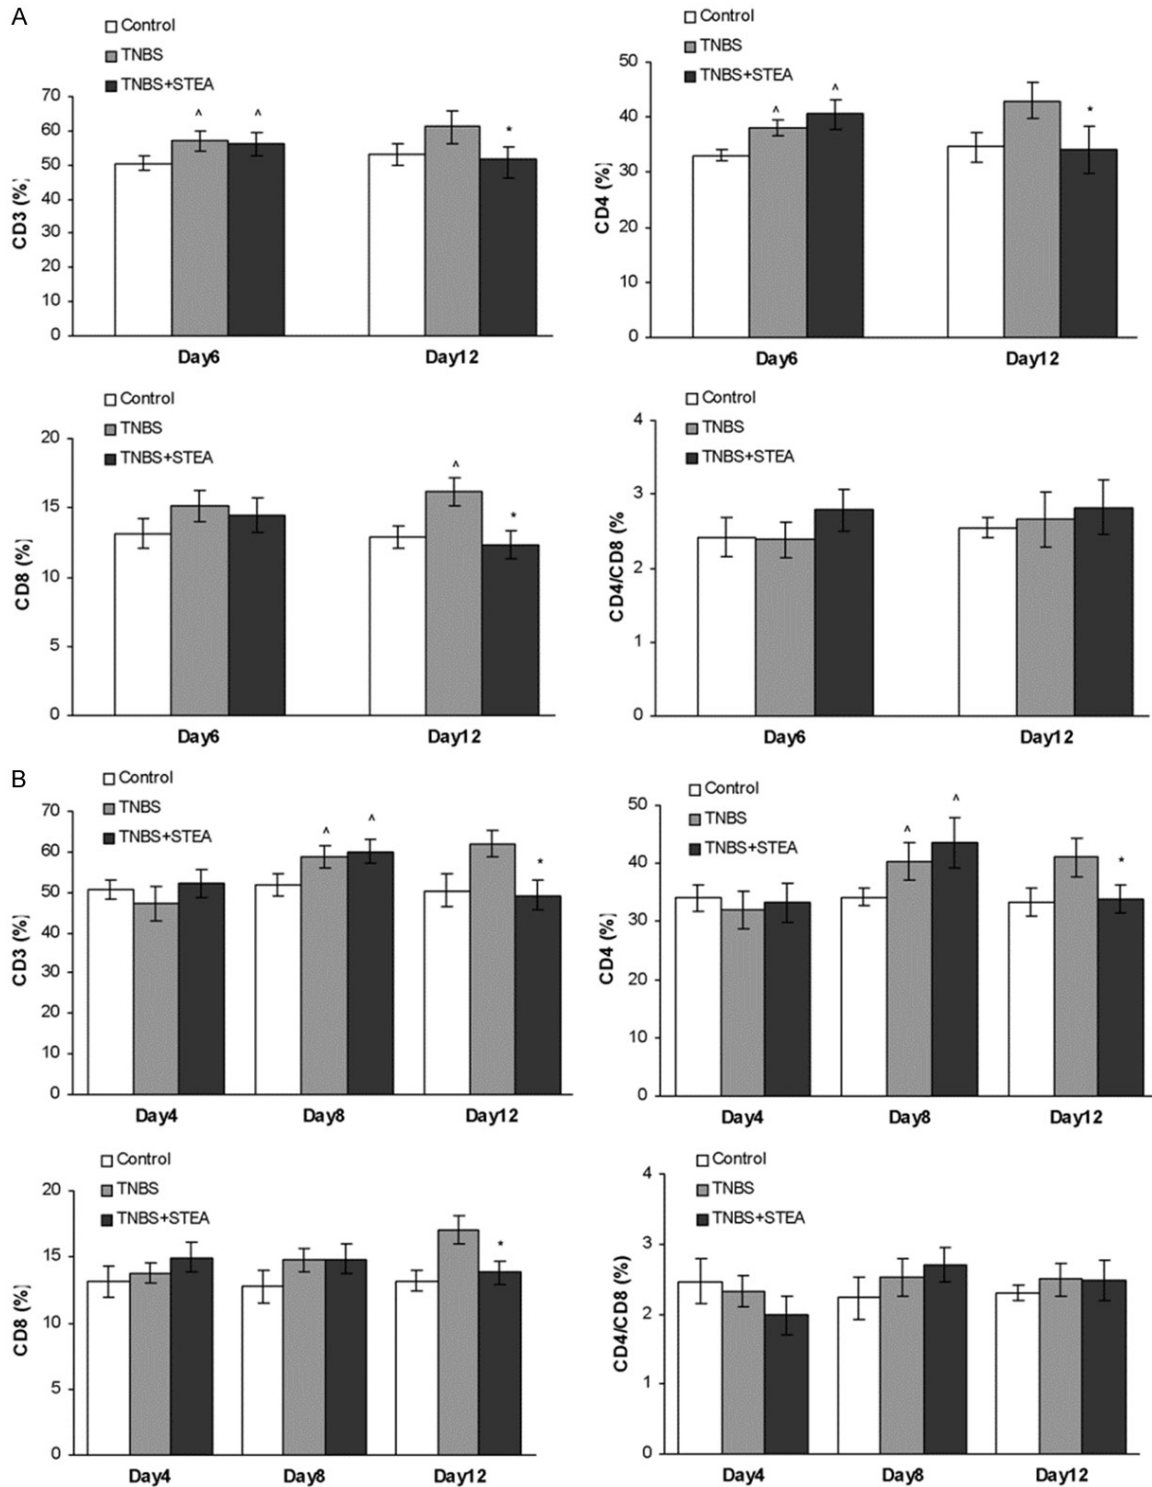 A
Control
TNBS
TNBS+STEA
CD3 (%)
70
60
50
40
30
20
10
0
^
^
*
Day6
Day12
Control
TNBS
TNBS+STEA
CD4 (%)
50
40
30
20
10
0
^
^
*
Day6
Day12
Control
TNBS
TNBS+STEA
CD8 (%)
20
15
10
5
0
^
*
Day6
Day12
Control
TNBS
TNBS+STEA
CD4/CD8 (%
4
3
2
1
0
Day6
Day12
B
Control
TNBS
TNBS+STEA
CD3 (%)
70
60
50
40
30
20
10
0
^
^
*
Day4
Day8
Day12
Control
TNBS
TNBS+STEA
CD4 (%)
50
40
30
20
10
0
^
^
*
Day4
Day8
Day12
Control
TNBS
TNBS+STEA
CD8 (%)
20
15
10
5
0
*
Day4
Day8
Day12
Control
TNBS
TNBS+STEA
CD4/CD8 (%)
4
3
2
1
0
Day4
Day8
Day12